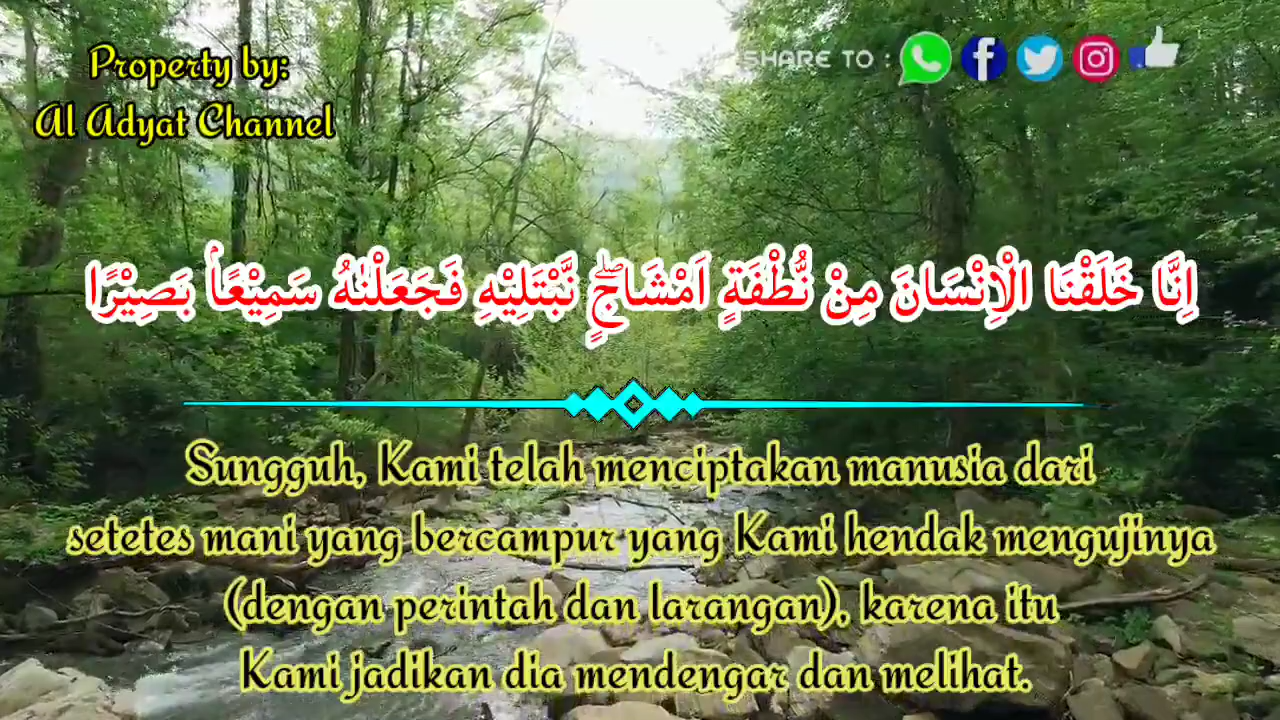 Property by:
Al Adyat Channel
SHARE TO :
اِنَّا خَلَقْنَا الْاِنْسَانَ مِنْ نُّطْفَةٍ اَمْشَاجٍۖ نَّبْتَلِيْهِ فَجَعَلْنٰهُ سَمِيْعًاۢ بَصِيْرًا
Sungguh, Kami telah menciptakan manusia dari
setetes mani yang bercampur yang Kami hendak mengujinya
(dengan perintah dan larangan), karena itu
Kami jadikan dia mendengar dan melihat.